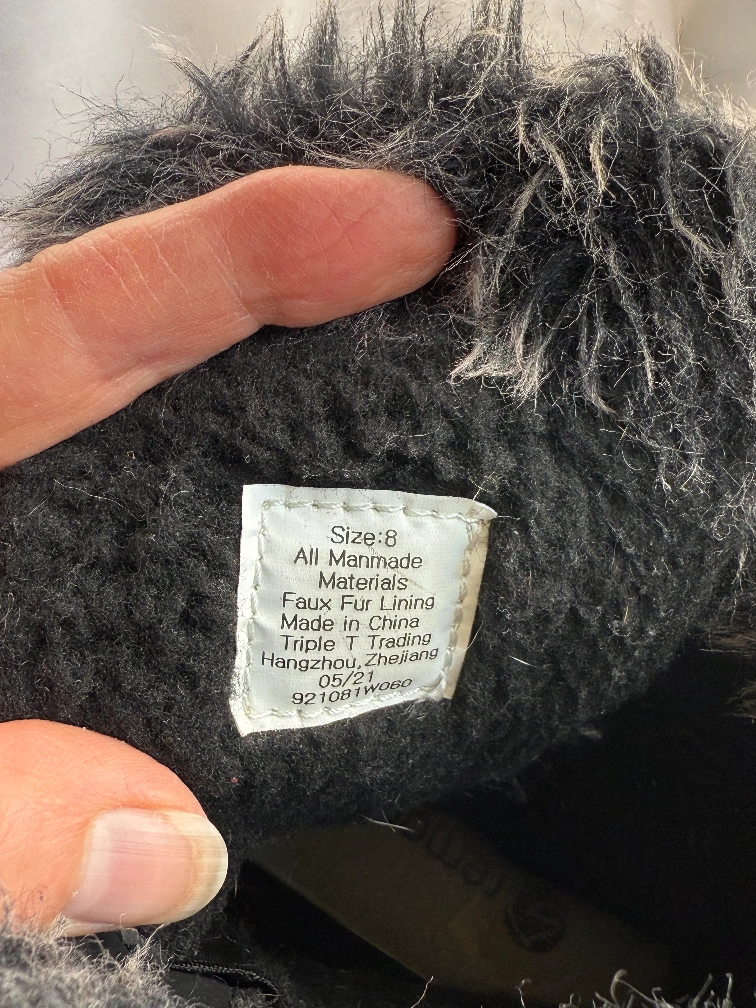 Size:8
All Manmade
Materials
Faux Fur Lining
Made in China
Triple T Trading
Hangzhou,Zhejiang
05/21
921081W060